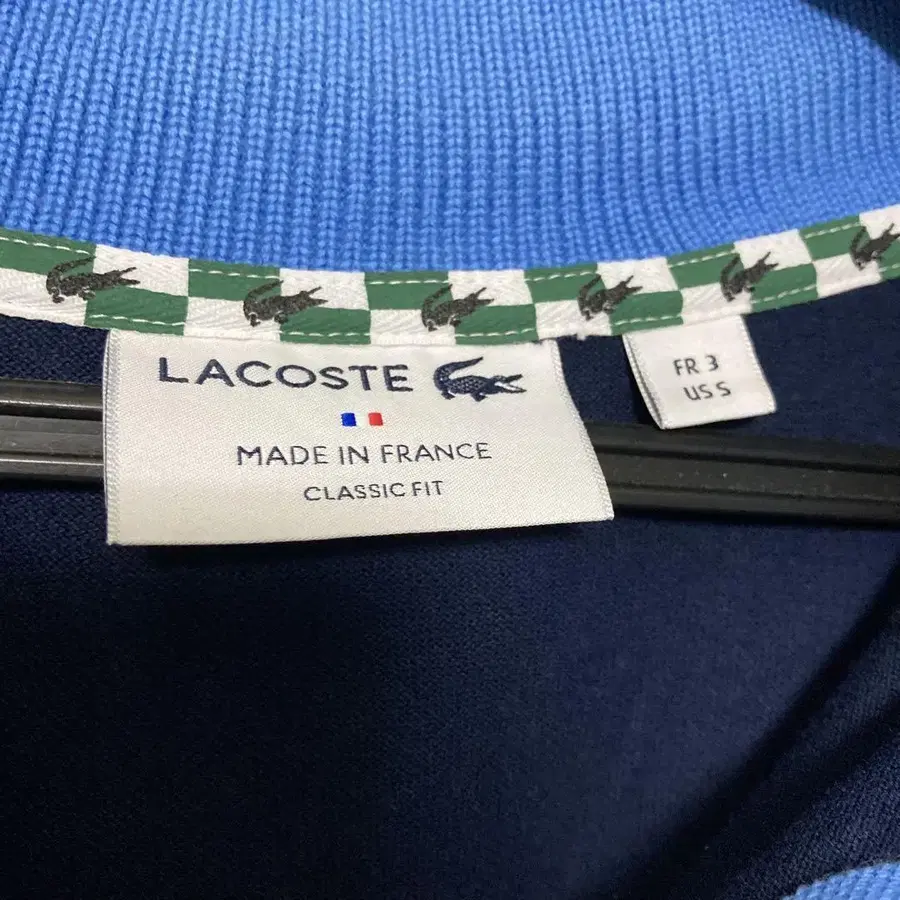 LACOSTE
MADE IN FRANCE
CLASSIC FIT
FR 3
US S